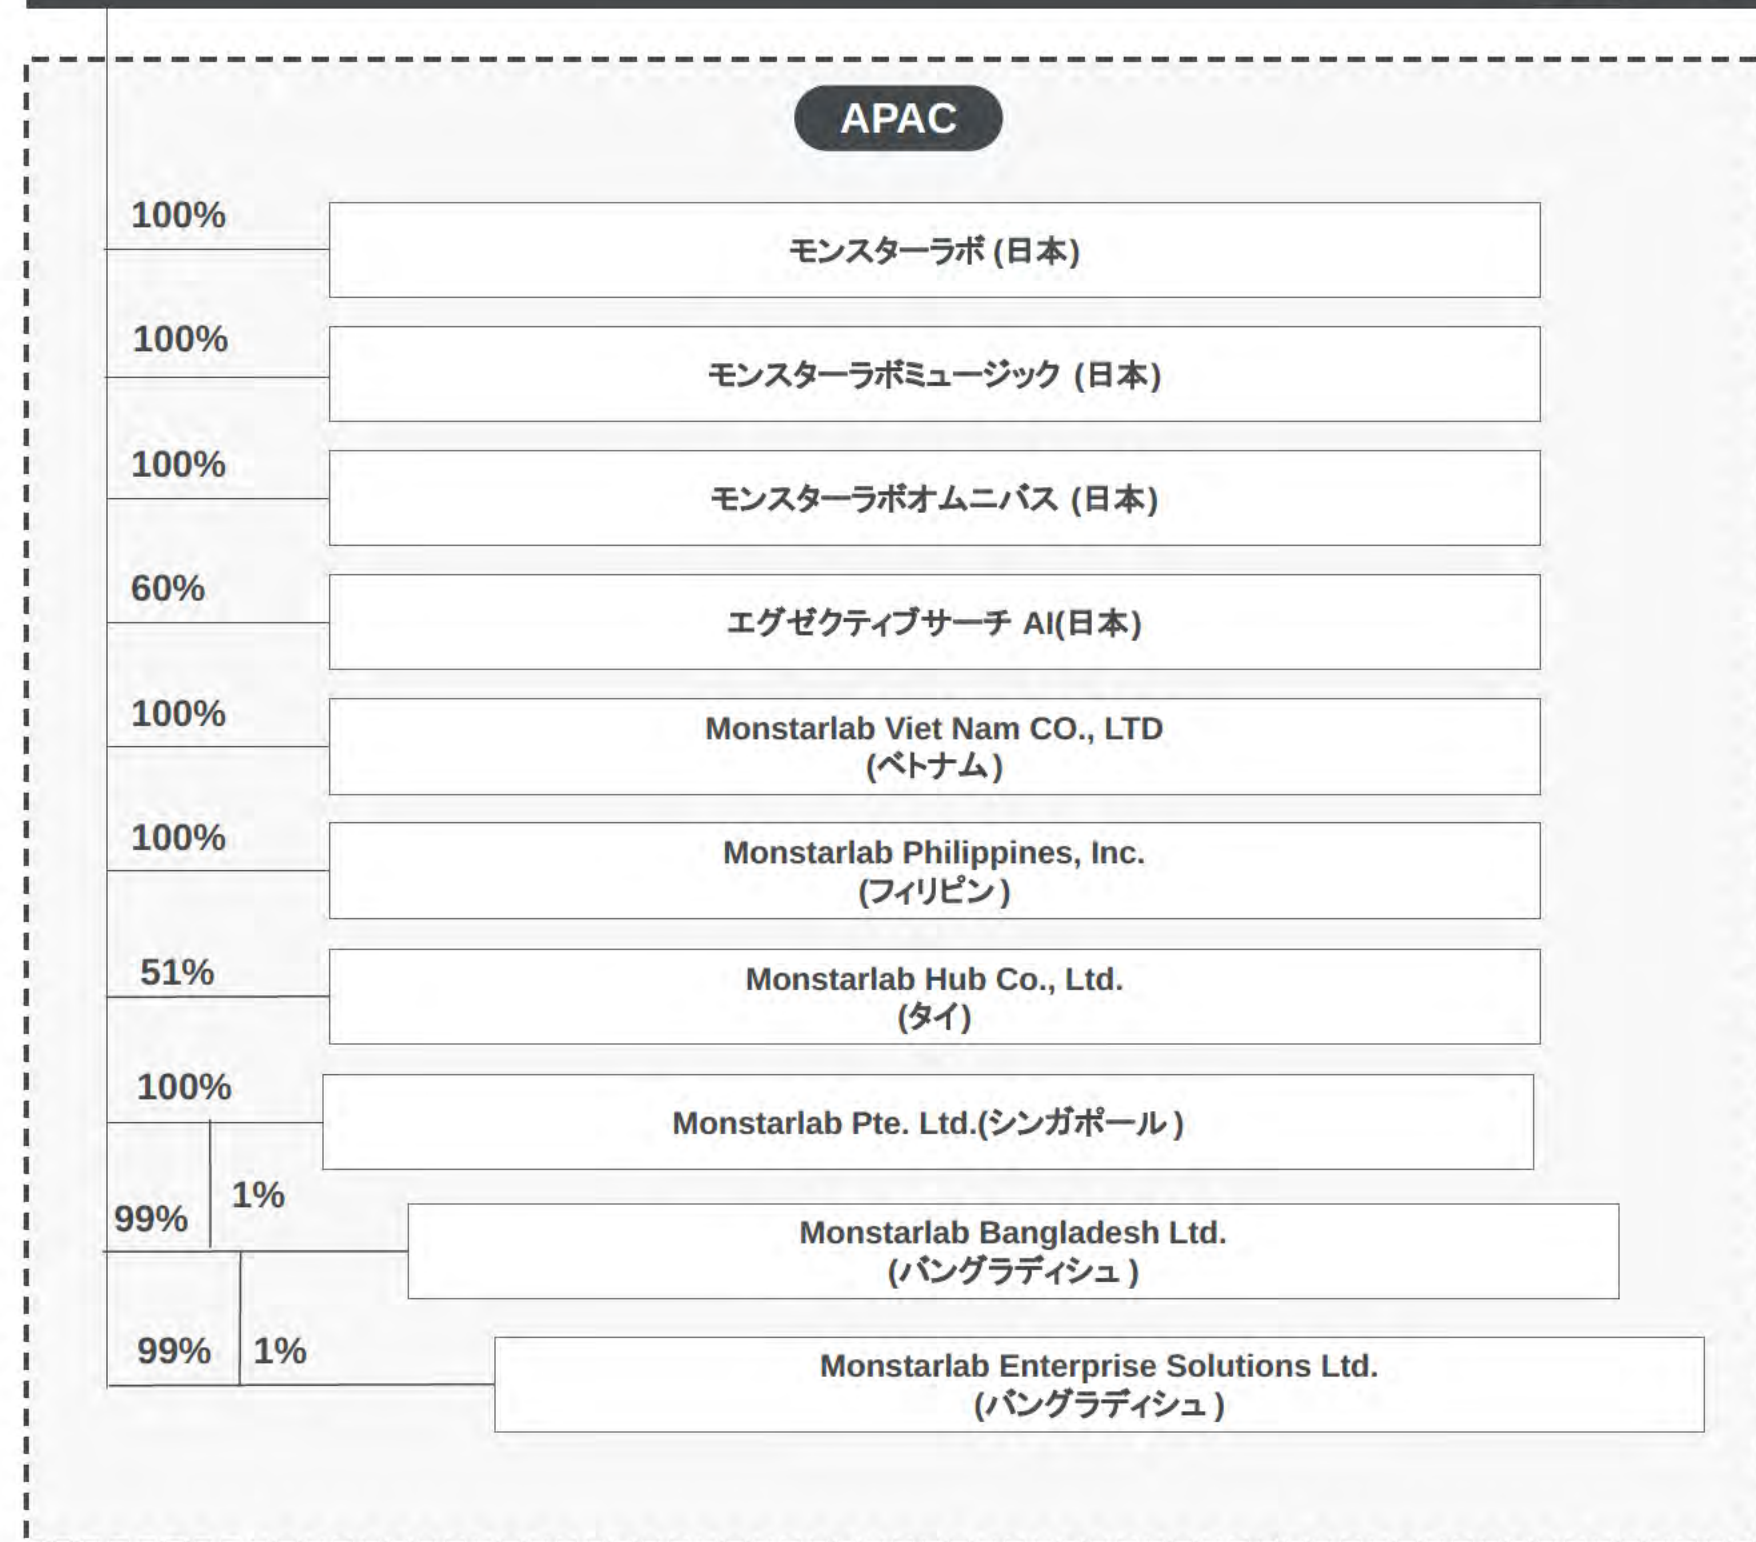 APAC
100%
モンスターラボ (日本)
100%
モンスターラボミュージック (日本)
100%
モンスターラボオムニバス (日本)
60%
エグゼクティブサーチ AI(日本)
100%
Monstarlab Viet Nam CO., LTD
(ベトナム)
100%
Monstarlab Philippines, Inc.
(フィリピン)
51%
Monstarlab Hub Co., Ltd.
(タイ)
100%
Monstarlab Pte. Ltd.(シンガポール)
99%
1%
Monstarlab Bangladesh Ltd.
(バングラディシュ)
99%
1%
Monstarlab Enterprise Solutions Ltd.
(バングラディシュ)